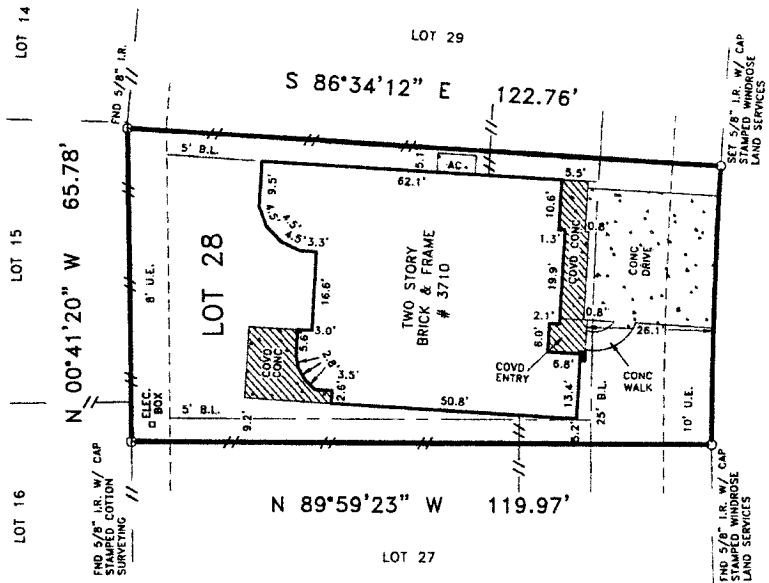 LOT 14
LOT 29
FND 5/8" I.R.
S 86°34'12" E 122.76'
SET 5/8" I.R. W/ CAP
STAMPED WINDROSE
LAND SERVICES
LOT 15
N 00°41'20" W 65.78'
5' B.L.
5.1
AC
62.1'
5.5'
9.5'
4.5'
4.5'
3.3'
10.6'
0.8'
1.3'
COVD CONC
CONC
DRIVE
8' U.E.
LOT 28
16.6'
TWO STORY
BRICK & FRAME
# 3710
19.9'
2.1'
0.8'
3.0'
5.6'
6.0'
26.1'
COVD
CONC
2.8'
3.5'
2.6'
COVD
ENTRY
6.8'
CONC
WALK
ELEC.
BOX
5' B.L.
9.2'
50.8'
13.4'
5.2'
25' B.L.
10' U.E.
LOT 16
FND 5/8" I.R. W/ CAP
STAMPED COTTON
SURVEYING
N 89°59'23" W 119.97'
FND 5/8" I.R. W/ CAP
STAMPED WINDROSE
LAND SERVICES
LOT 27